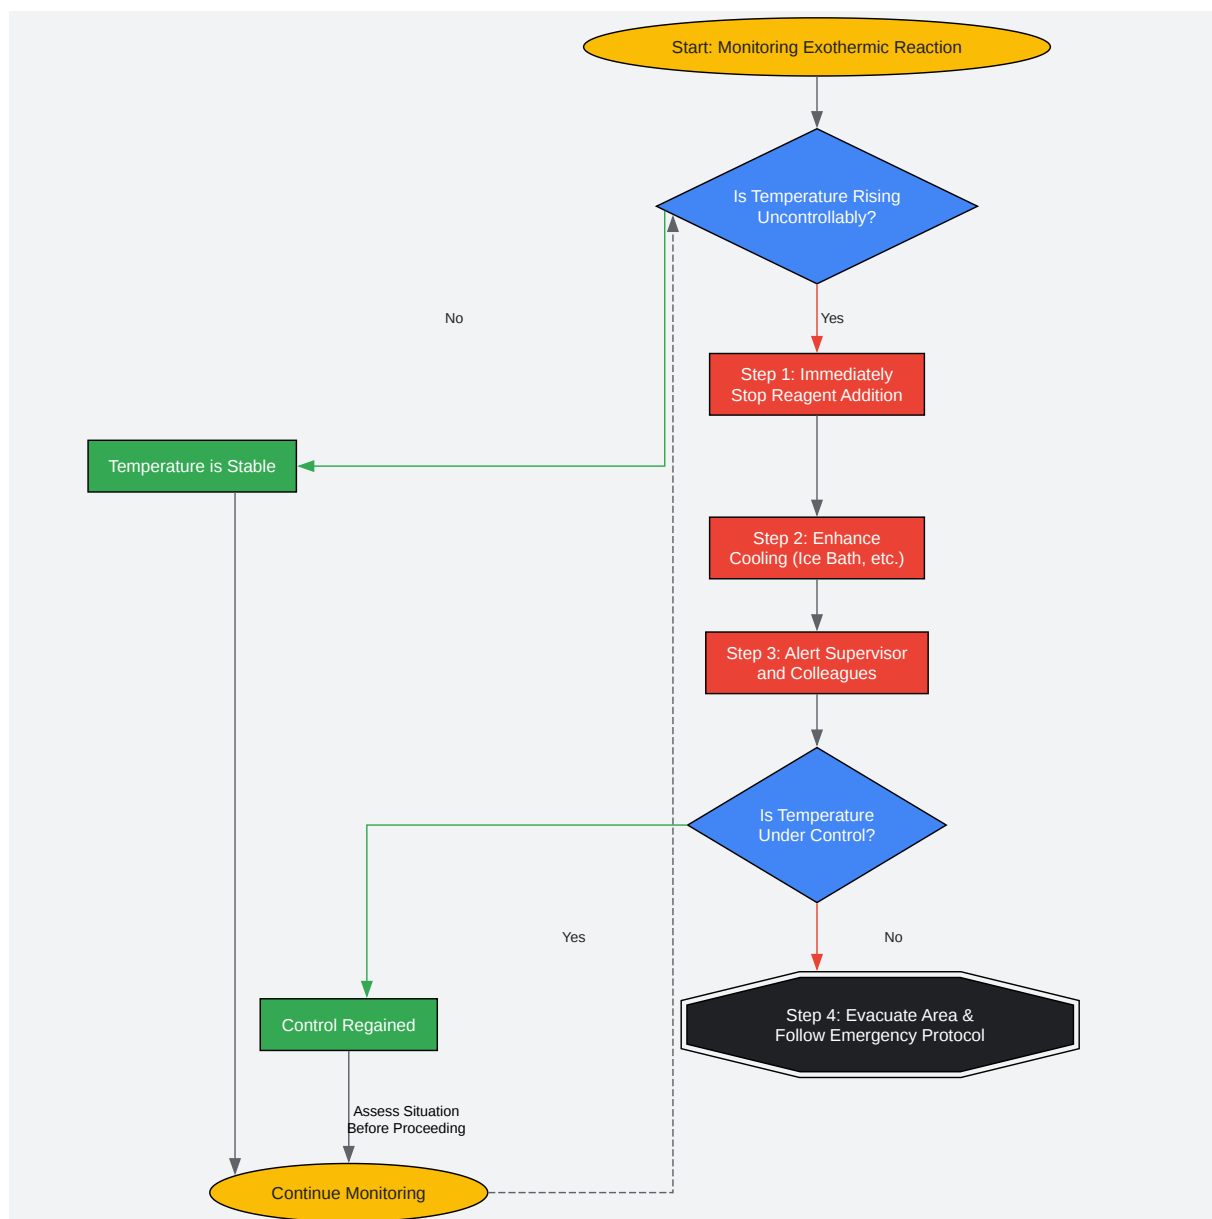 Start: Monitoring Exothermic Reaction
Is Temperature Rising
Uncontrollably?
No
Yes
Step 1: Immediately
Stop Reagent Addition
Temperature is Stable
Step 2: Enhance
Cooling (Ice Bath, etc.)
Step 3: Alert Supervisor
and Colleagues
Is Temperature
Under Control?
Yes
No
Control Regained
Step 4: Evacuate Area &
Follow Emergency Protocol
Assess Situation
Before Proceeding
Continue Monitoring